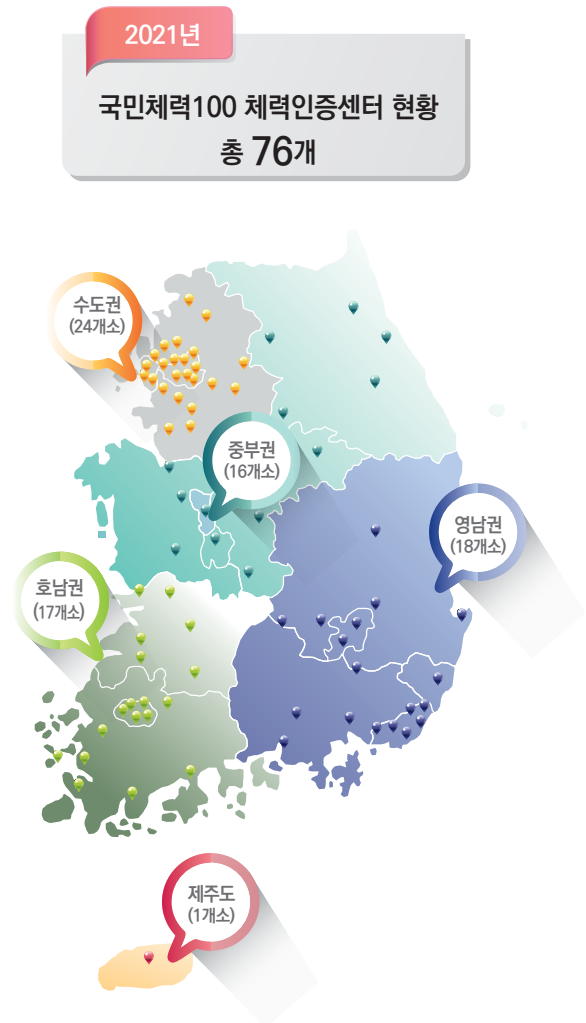 2021년
국민체력100 체력인증센터 현황
총 76개
수도권
(24개소)
중부권
(16개소)
영남권
(18개소)
호남권
(17개소)
제주도
(1개소)